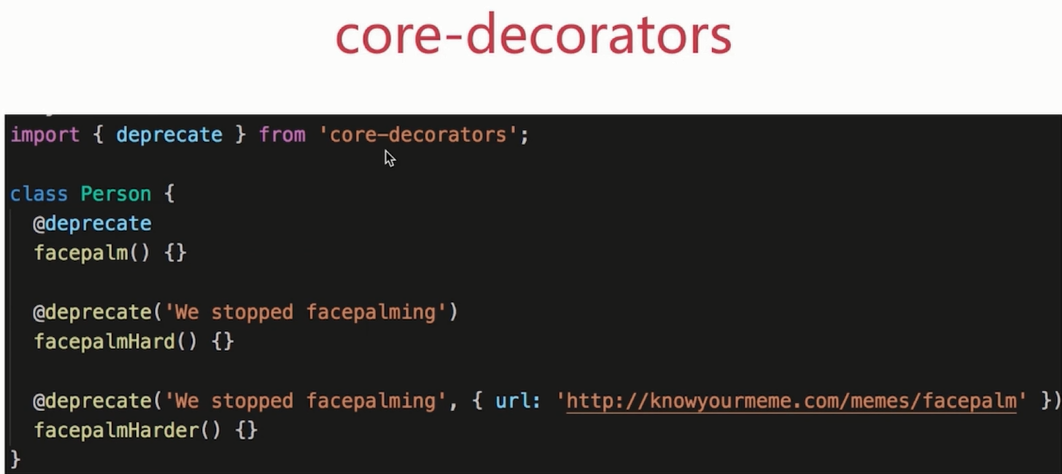 core-decorators
import { deprecate } from 'core-decorators';
class Person {
@deprecate
facepalm() {}
@deprecate('We stopped facepalming')
facepalmHard() {}
@deprecate('We stopped facepalming', { url: 'http://knowyourmeme.com/memes/facepalm' })
facepalmHarder() {}
}